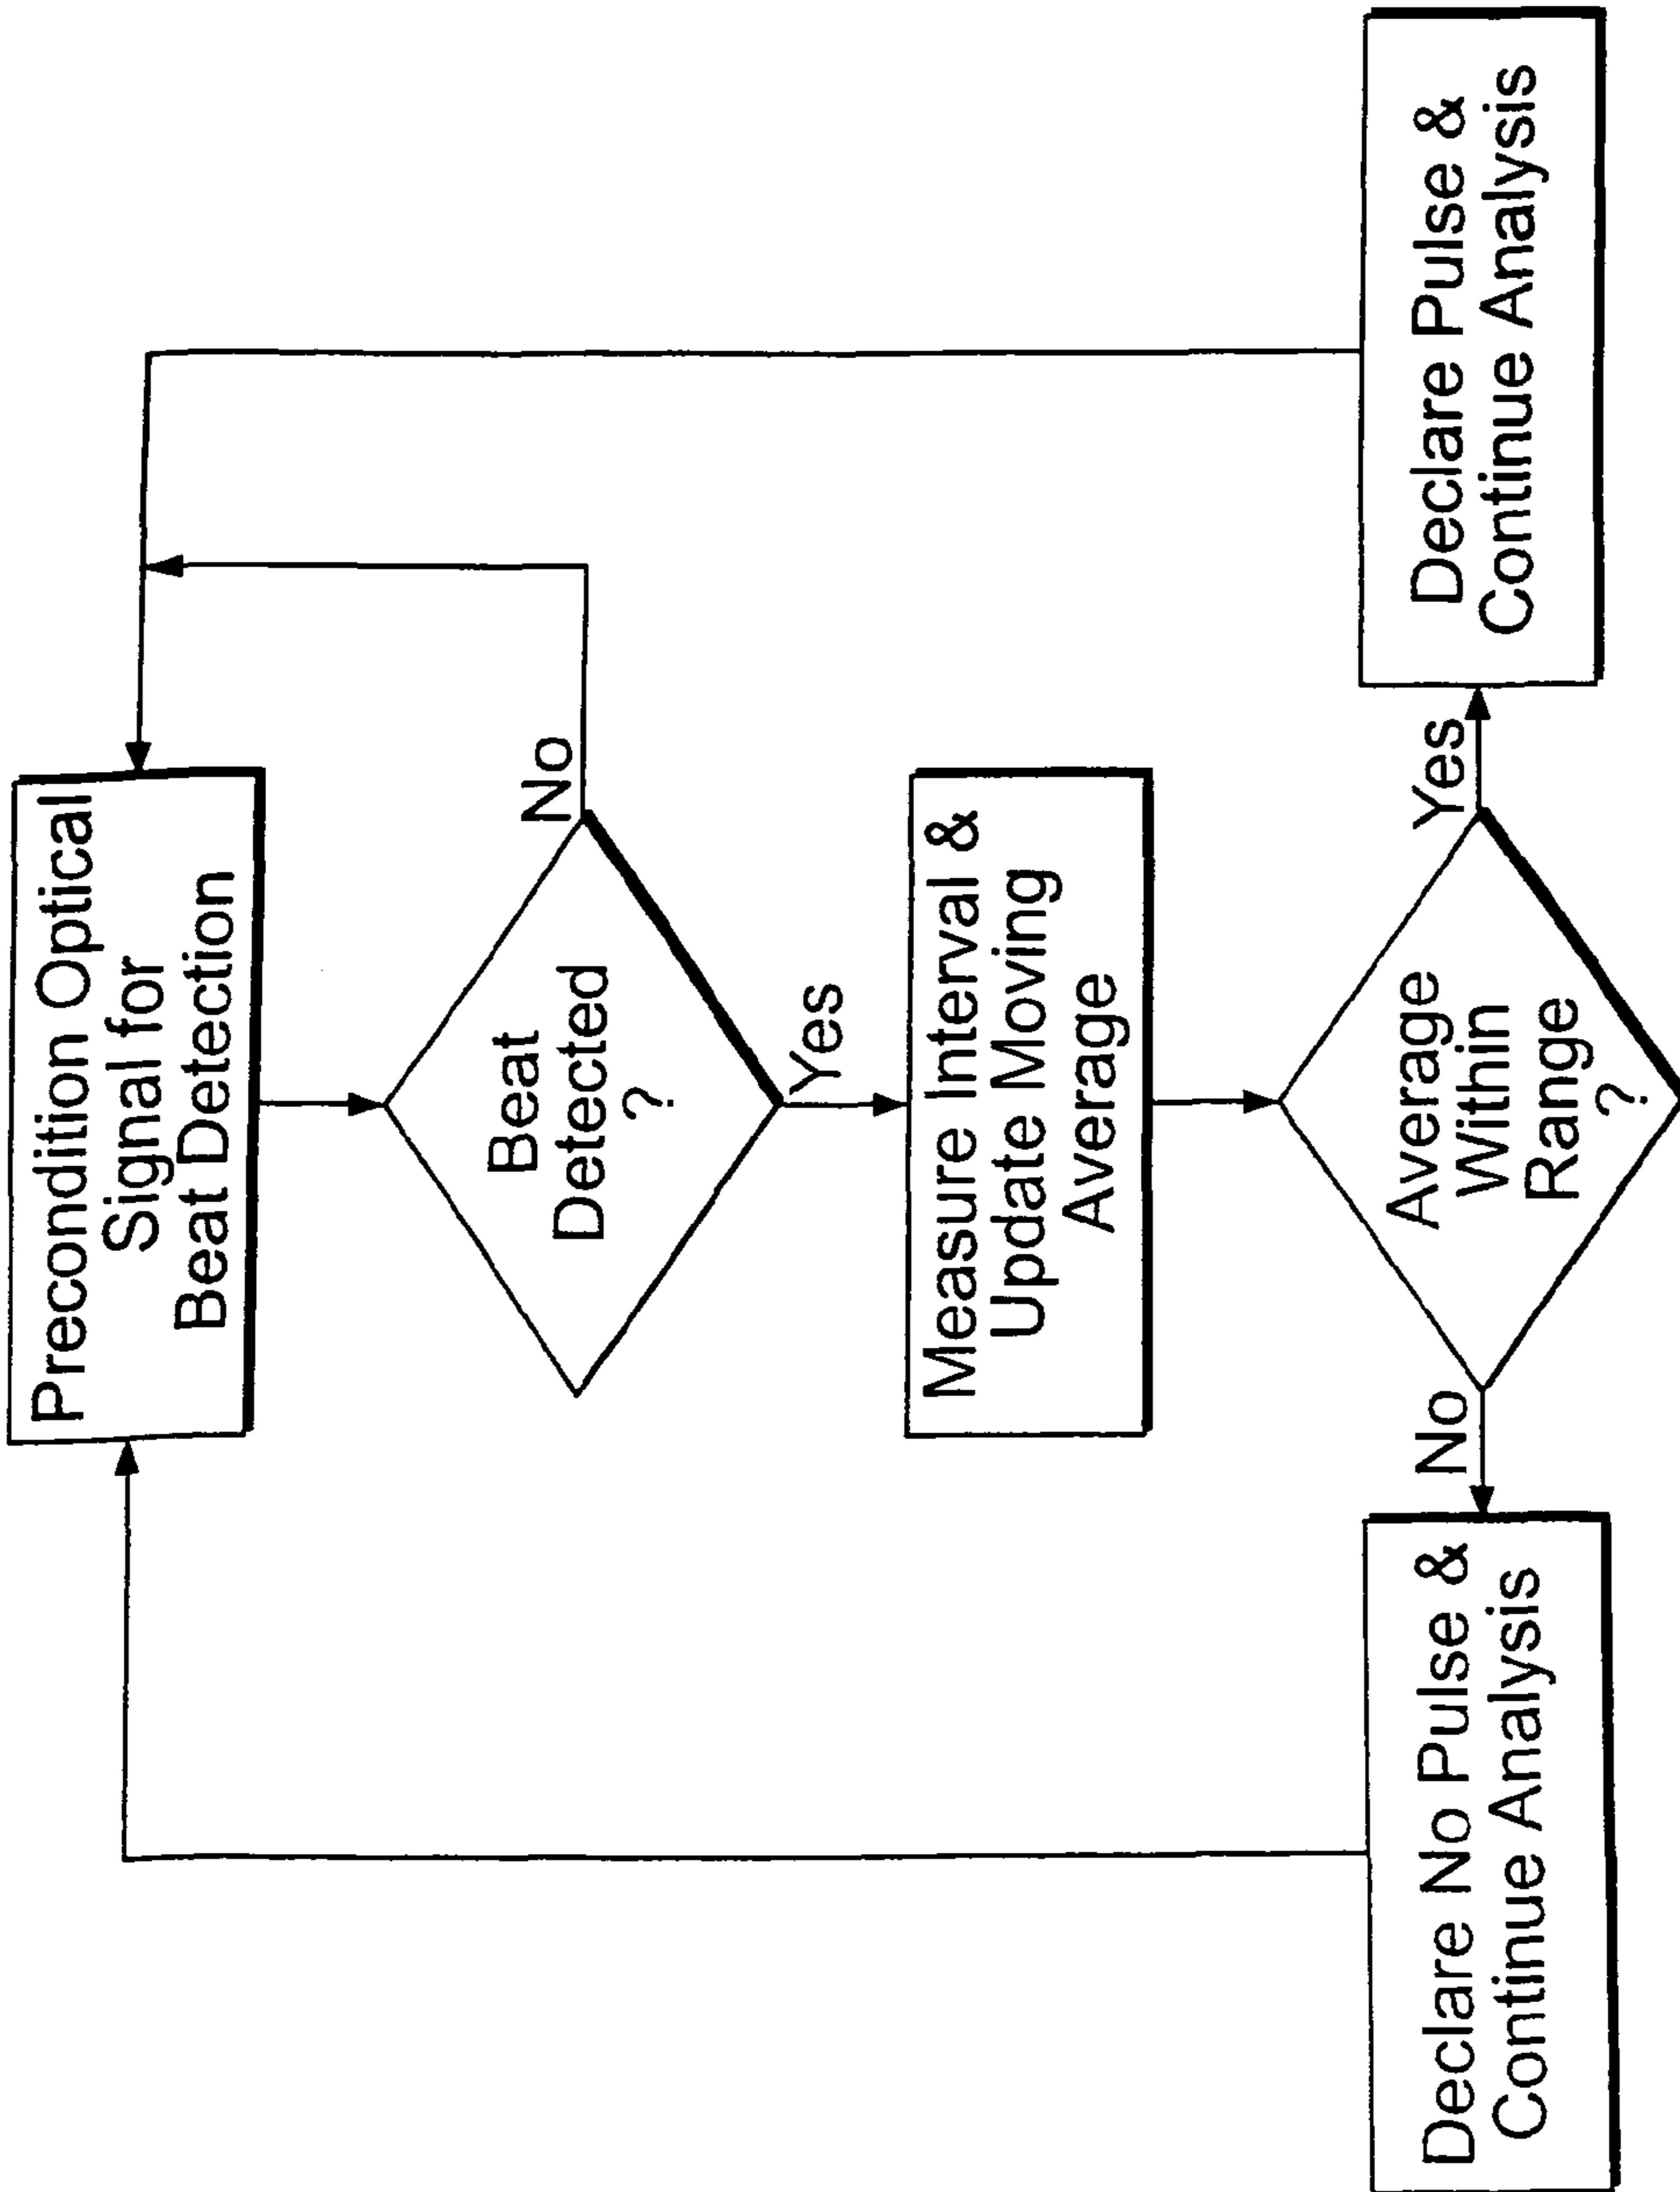 Precondition Optical
Signal for
Beat Detection
Beat
Detected
?
No
Yes
Measure Interval &
Update Moving
Average
Average
Within
Range
?
No
Yes
Declare No Pulse &
Continue Analysis
Declare Pulse &
Continue Analysis